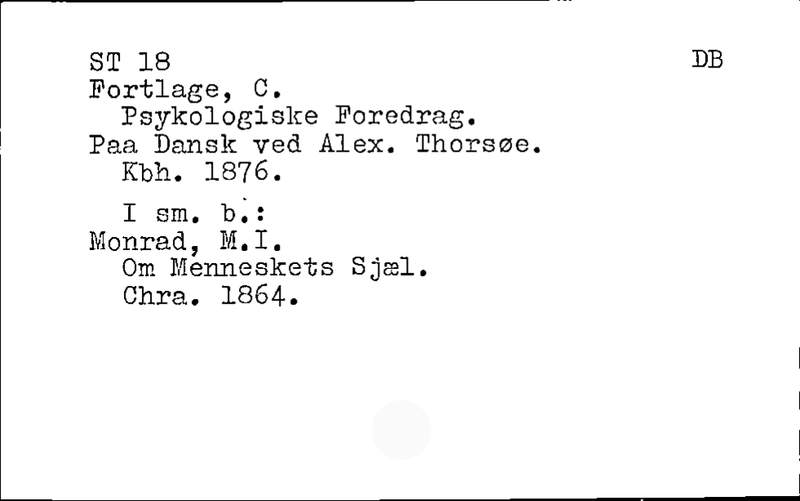 ST 18 DB
Fortlage, C.
Psykologiske Foredrag.
Paa Dansk ved Alex. Thorsøe.
Kbh. 1876.
I sm. b.:
Monrad, M.I.
Om Menneskets Sjæl.
Chra. 1864.